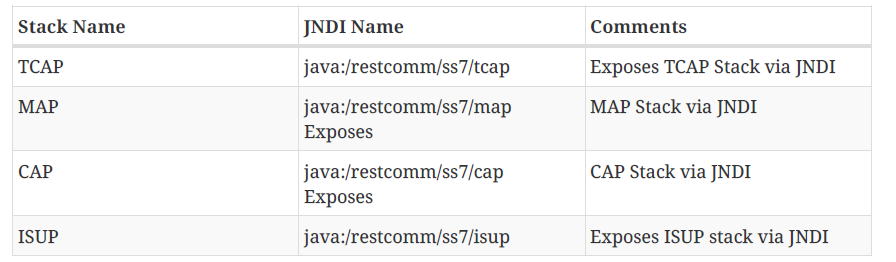 Stack Name JNDI Name Comments
TCAP java:/restcomm/ss7/tcap Exposes TCAP Stack via JNDI
MAP java:/restcomm/ss7/map MAP Stack via JNDI
Exposes
CAP java:/restcomm/ss7/cap CAP Stack via JNDI
Exposes
ISUP java:/restcomm/ss7/isup Exposes ISUP stack via JNDI